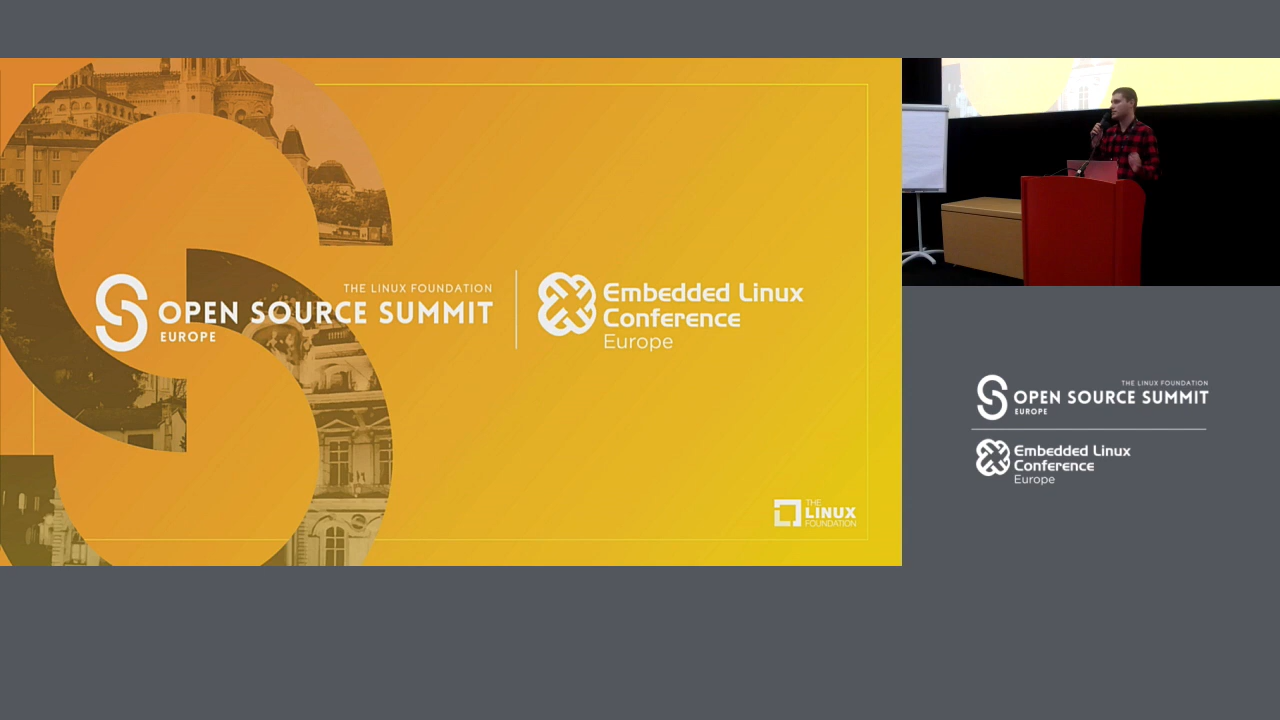 THE LINUX FOUNDATION
OPEN SOURCE SUMMIT
EUROPE
Embedded Linux
Conference
Europe
THE
LINUX
FOUNDATION
THE LINUX FOUNDATION
OPEN SOURCE SUMMIT
EUROPE
Embedded Linux
Conference
Europe